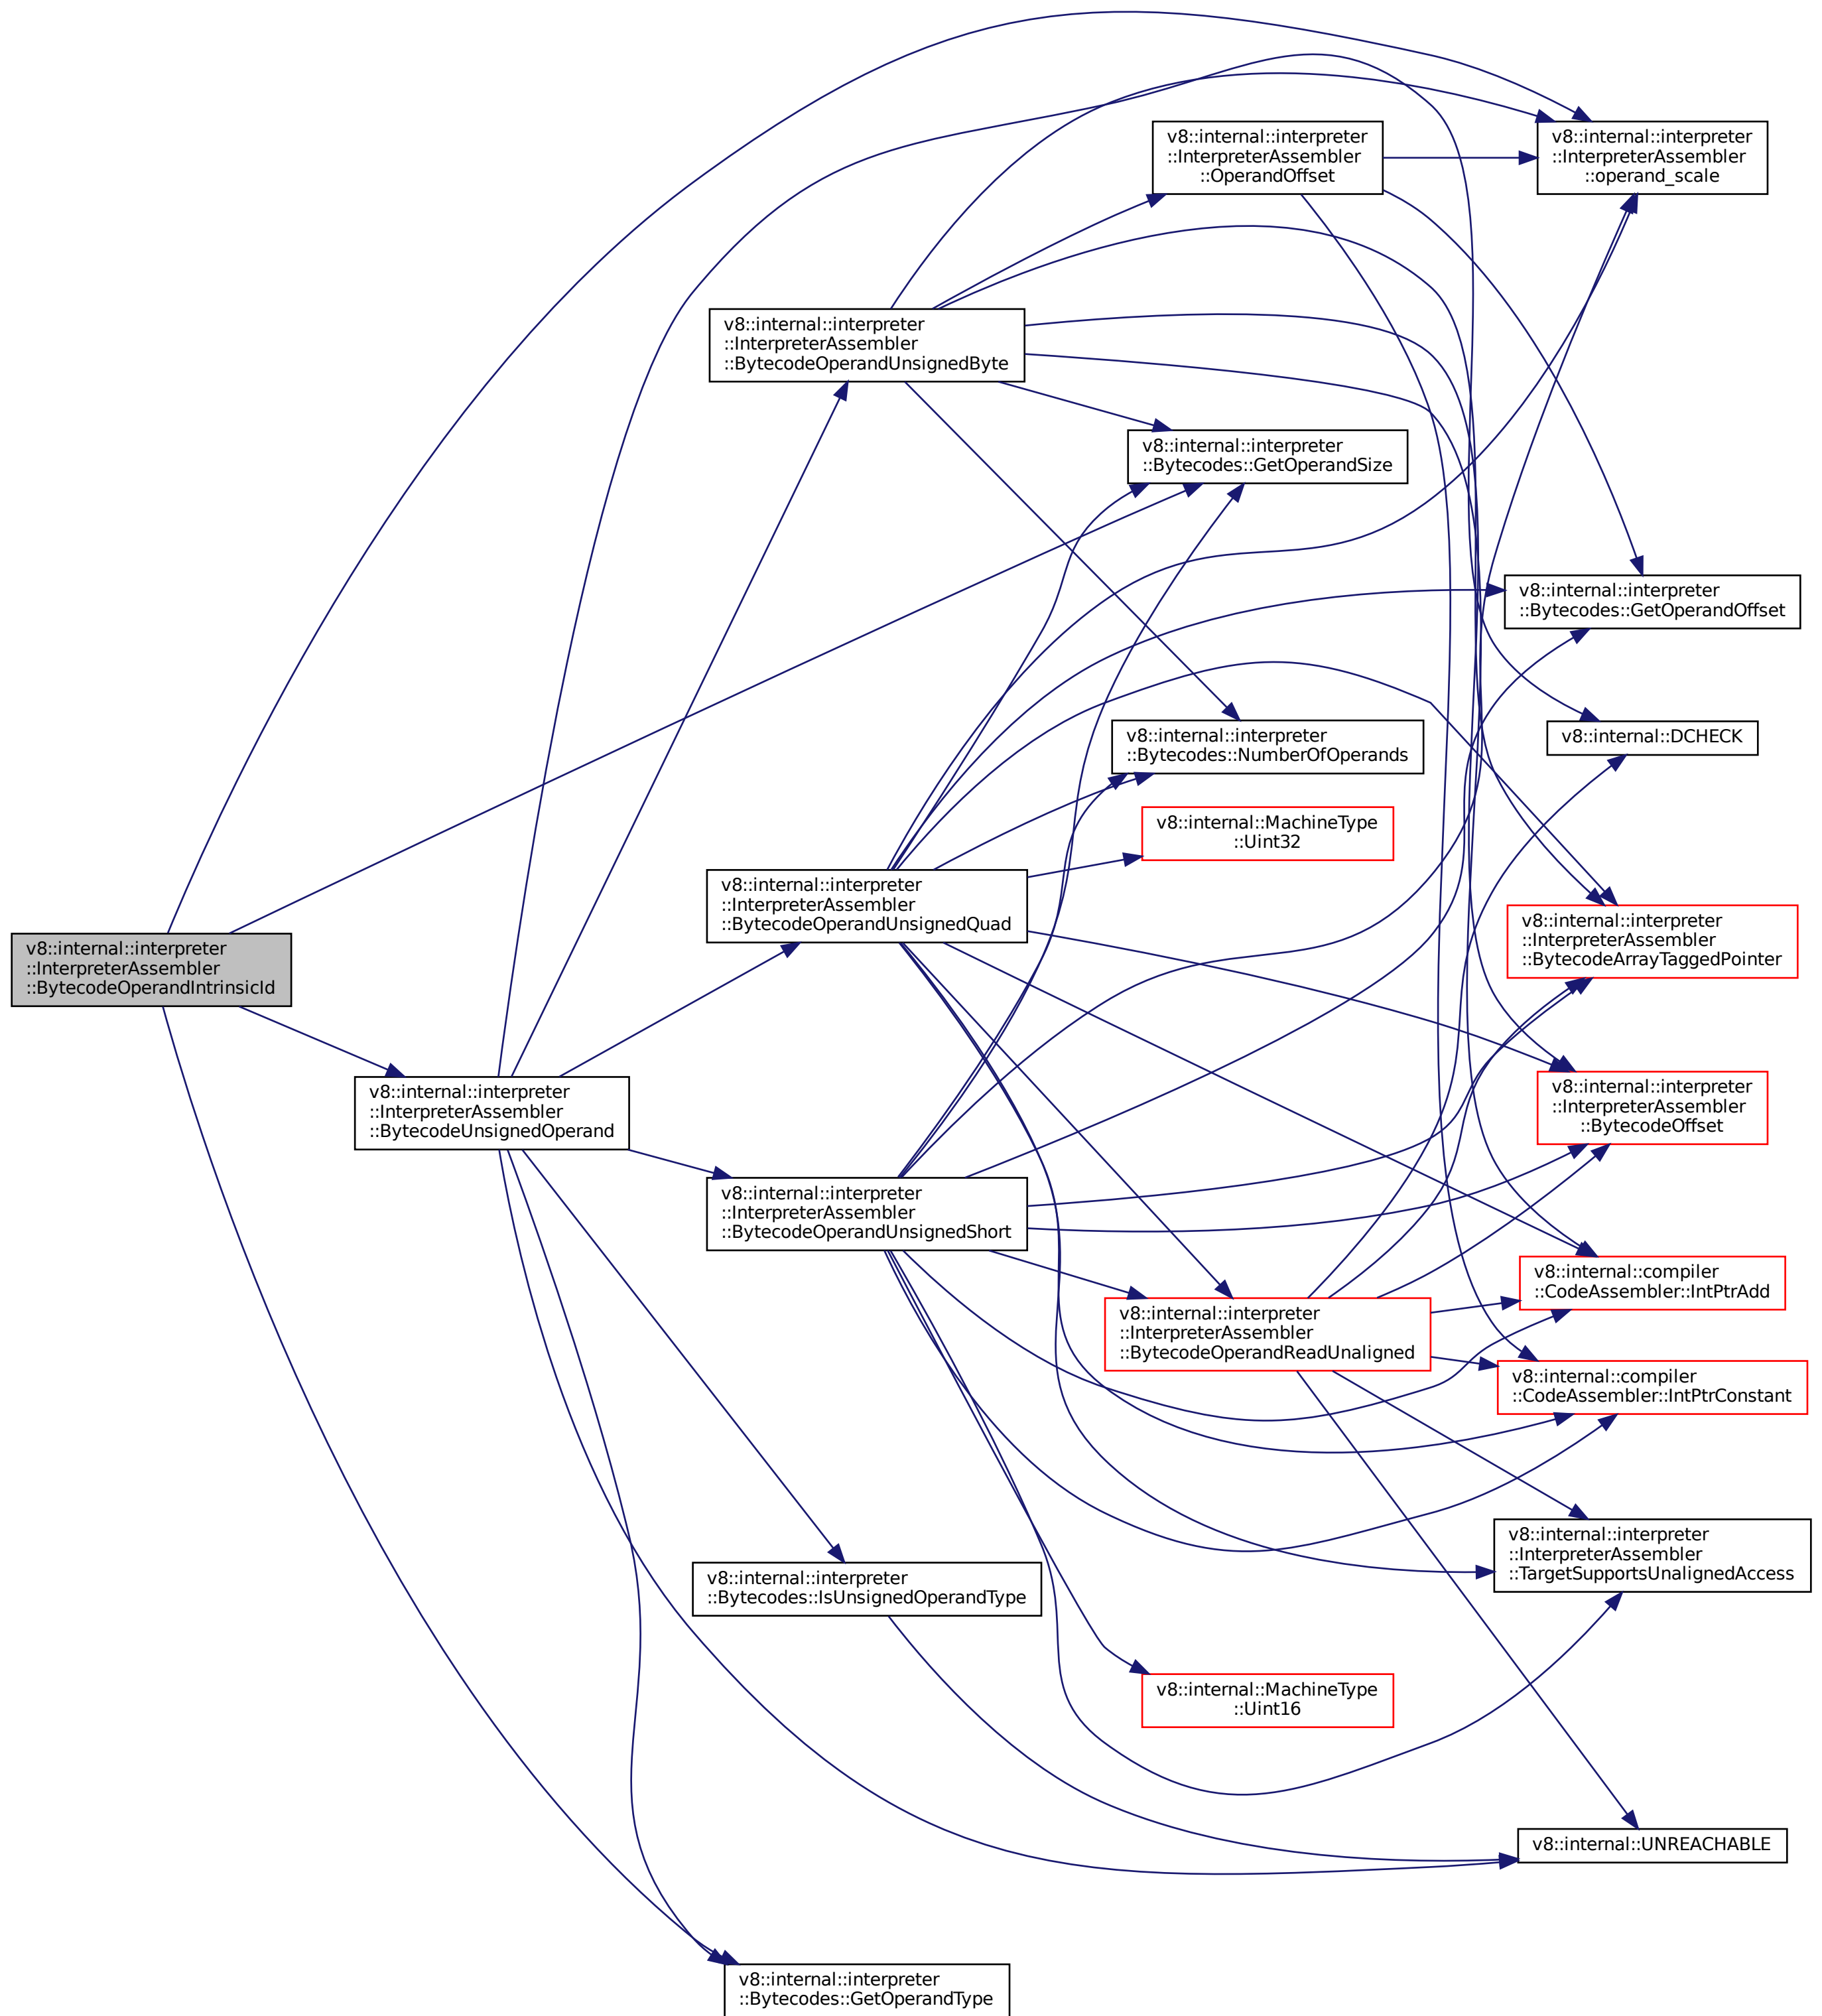 v8::internal::interpreter
::InterpreterAssembler
::BytecodeOperandIntrinsicId
v8::internal::interpreter
::InterpreterAssembler
::BytecodeUnsignedOperand
v8::internal::interpreter
::InterpreterAssembler
::BytecodeOperandUnsignedByte
v8::internal::interpreter
::InterpreterAssembler
::BytecodeOperandUnsignedQuad
v8::internal::interpreter
::InterpreterAssembler
::BytecodeOperandUnsignedShort
v8::internal::interpreter
::Bytecodes::IsUnsignedOperandType
v8::internal::interpreter
::Bytecodes::GetOperandType
v8::internal::interpreter
::InterpreterAssembler
::OperandOffset
v8::internal::interpreter
::Bytecodes::GetOperandSize
v8::internal::interpreter
::Bytecodes::NumberOfOperands
v8::internal::MachineType
::Uint32
v8::internal::interpreter
::InterpreterAssembler
::BytecodeOperandReadUnaligned
v8::internal::MachineType
::Uint16
v8::internal::interpreter
::InterpreterAssembler
::operand_scale
v8::internal::interpreter
::Bytecodes::GetOperandOffset
v8::internal::DCHECK
v8::internal::interpreter
::InterpreterAssembler
::BytecodeArrayTaggedPointer
v8::internal::interpreter
::InterpreterAssembler
::BytecodeOffset
v8::internal::compiler
::CodeAssembler::IntPtrAdd
v8::internal::compiler
::CodeAssembler::IntPtrConstant
v8::internal::interpreter
::InterpreterAssembler
::TargetSupportsUnalignedAccess
v8::internal::UNREACHABLE